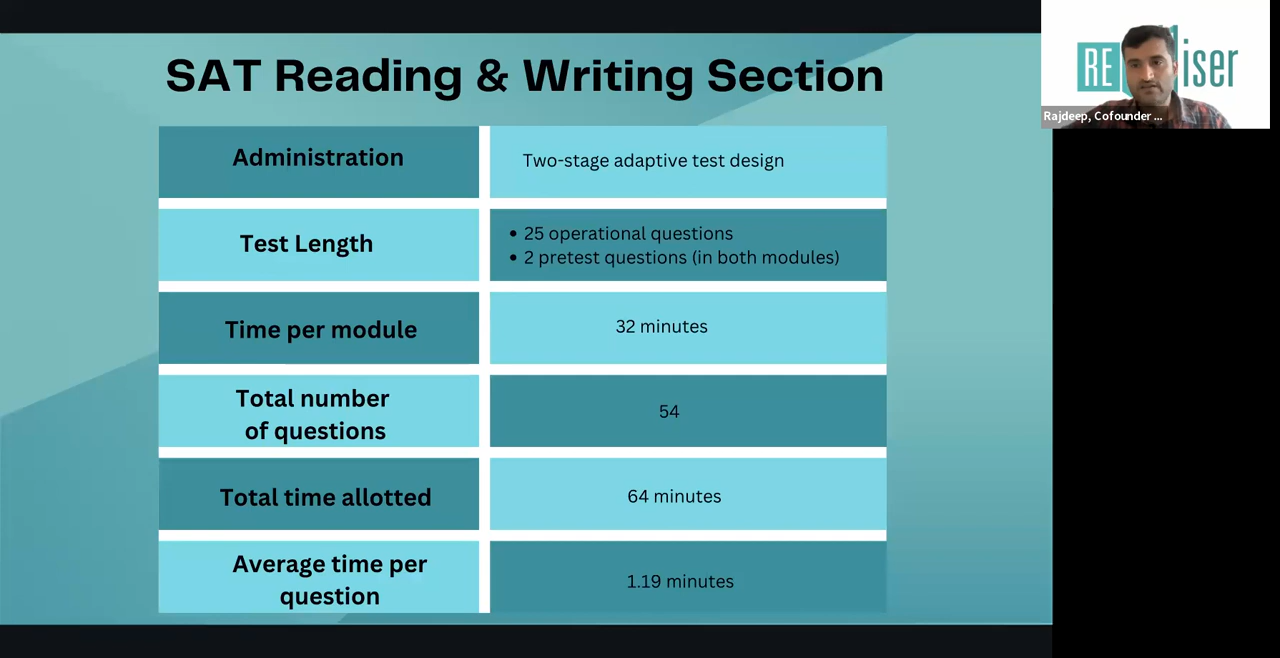 SAT Reading & Writing Section
Administration
Two-stage adaptive test design
Test Length
• 25 operational questions
• 2 pretest questions (in both modules)
Time per module
32 minutes
Total number
of questions
54
Total time allotted
64 minutes
Average time per
question
1.19 minutes
RE
iser
Rajdeep, Cofounder ...